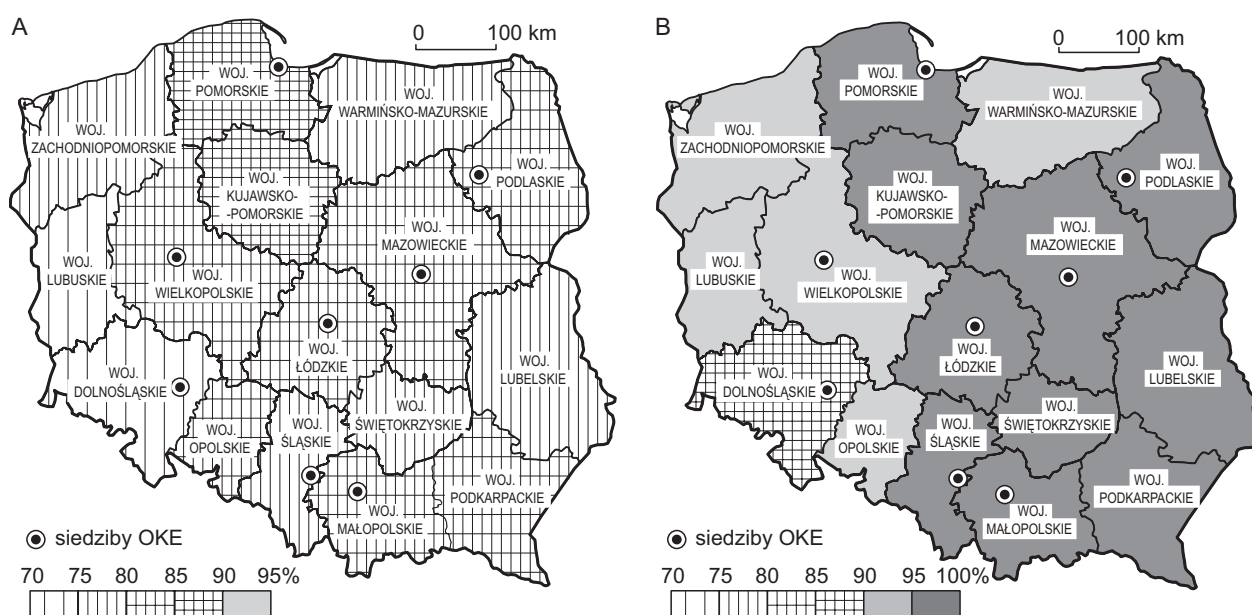 A
0 100 km
WOJ.
POMORSKIE
WOJ.
WARMIŃSKO-MAZURSKIE
WOJ.
ZACHODNIOPOMORSKIE
WOJ.
PODLASKIE
WOJ.
KUJAWSKO-
-POMORSKIE
WOJ.
MAZOWIECKIE
WOJ.
LUBUSKIE
WOJ.
WIELKOPOLSKIE
WOJ.
ŁÓDZKIE
WOJ.
LUBELSKIE
WOJ.
DOLNOŚLĄSKIE
WOJ.
OPOLSKIE
WOJ.
ŚLĄSKIE
WOJ.
ŚWIĘTOKRZYSKIE
WOJ.
PODKARPACKIE
WOJ.
MAŁOPOLSKIE
siedziby OKE
70 75 80 85 90 95%
B
0 100 km
WOJ.
POMORSKIE
WOJ.
WARMIŃSKO-MAZURSKIE
WOJ.
ZACHODNIOPOMORSKIE
WOJ.
PODLASKIE
WOJ.
KUJAWSKO-
-POMORSKIE
WOJ.
MAZOWIECKIE
WOJ.
LUBUSKIE
WOJ.
WIELKOPOLSKIE
WOJ.
ŁÓDZKIE
WOJ.
LUBELSKIE
WOJ.
DOLNOŚLĄSKIE
WOJ.
OPOLSKIE
WOJ.
ŚLĄSKIE
WOJ.
ŚWIĘTOKRZYSKIE
WOJ.
PODKARPACKIE
WOJ.
MAŁOPOLSKIE
siedziby OKE
70 75 80 85 90 95 100%